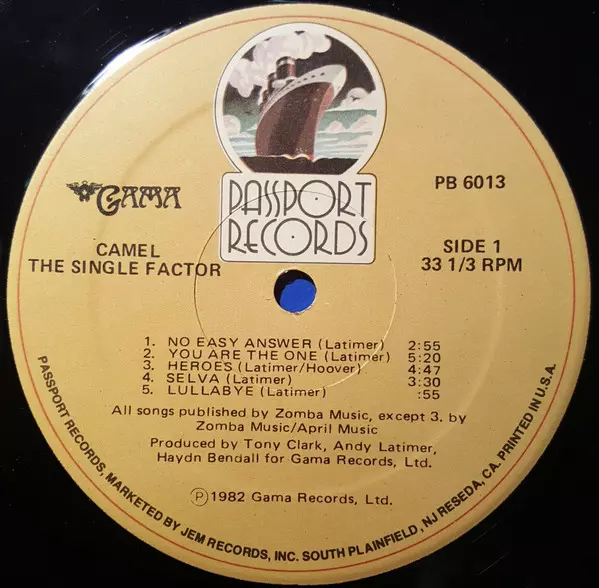 PASSPORT
RECORDS
GAMA
PB 6013
CAMEL
THE SINGLE FACTOR
SIDE 1
33 1/3 RPM
1. NO EASY ANSWER (Latimer) 2:55
2. YOU ARE THE ONE (Latimer) 5:20
3. HEROES (Latimer/Hoover) 4:47
4. SELVA (Latimer) 3:30
5. LULLABYE (Latimer) :55
All songs published by Zomba Music, except 3. by
Zomba Music/April Music
Produced by Tony Clark, Andy Latimer,
Haydn Bendall for Gama Records, Ltd.
Ⓟ1982 Gama Records, Ltd.
PASSPORT RECORDS, MARKETED BY JEM RECORDS, INC. SOUTH PLAINFIELD, NJ RESEDA, CA. PRINTED IN U.S.A.